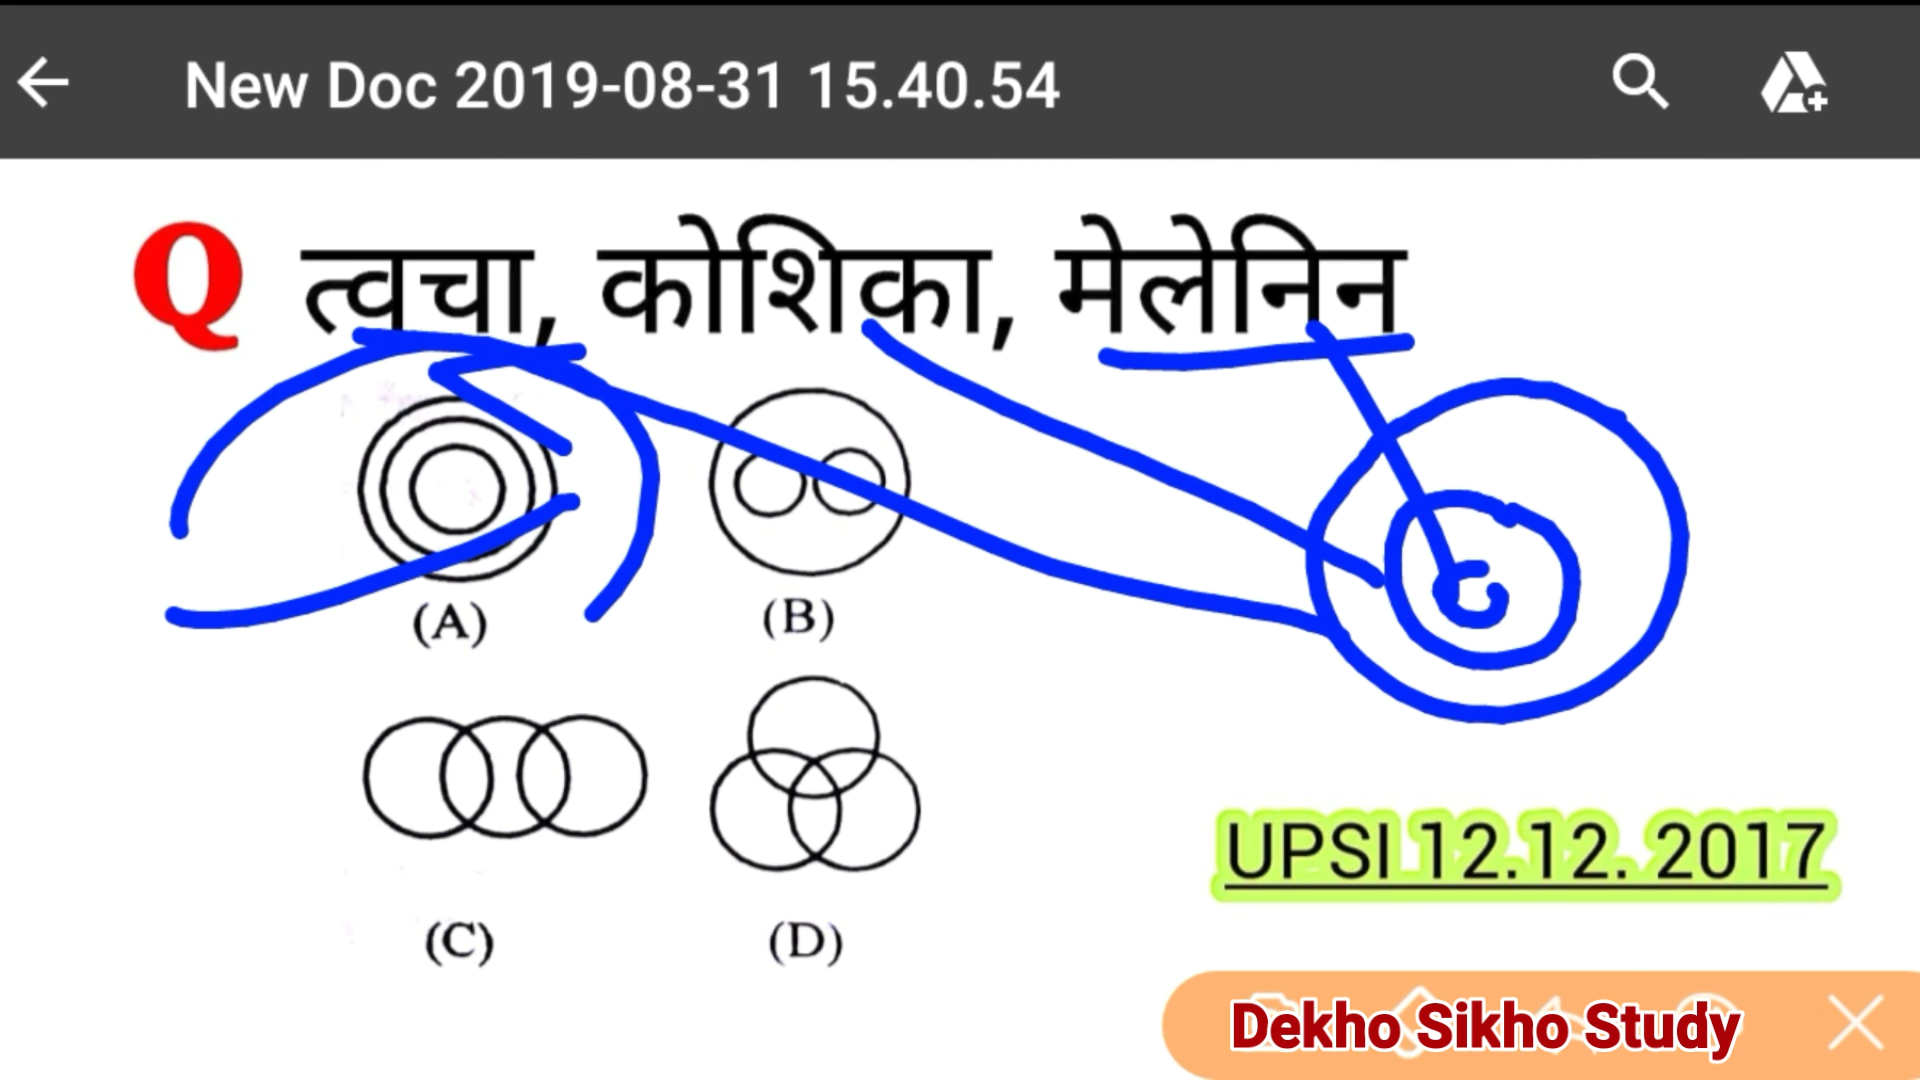 New Doc 2019-08-31 15.40.54
Q त्वचा, कोशिका, मेलेनिन
(A) (B)
(C) (D)
UPSI 12.12. 2017
Dekho Sikho Study